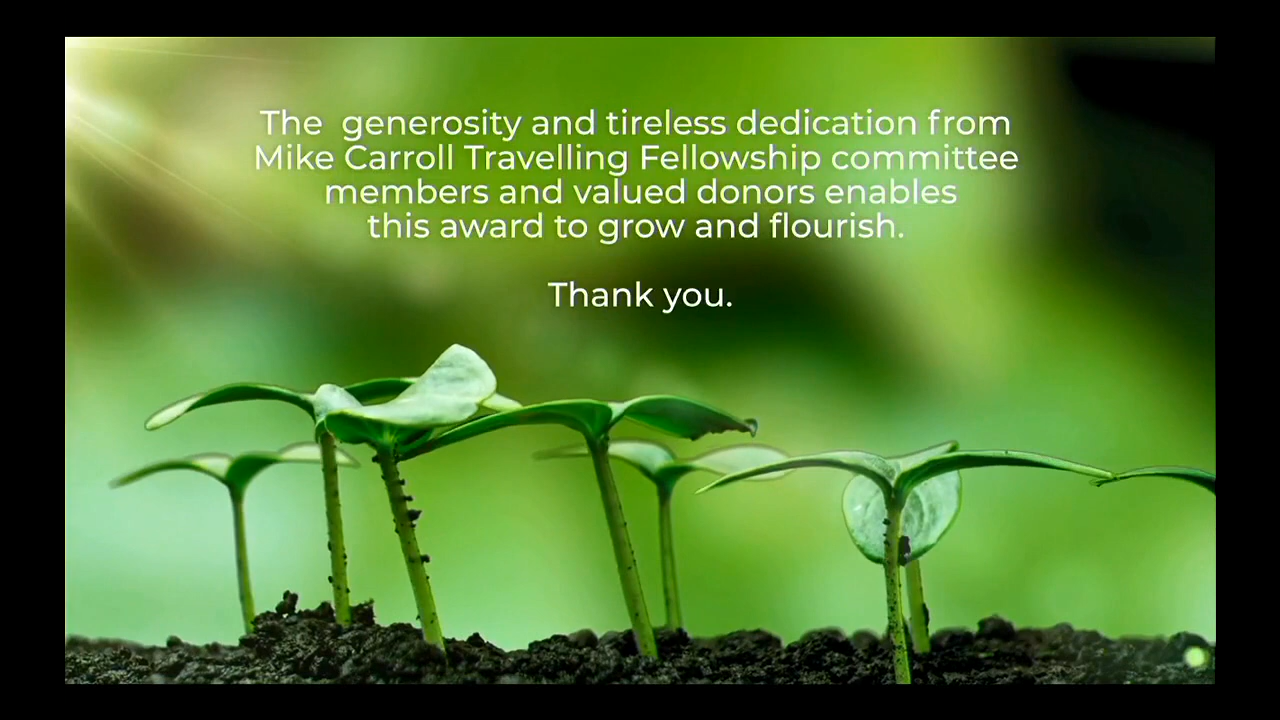 The generosity and tireless dedication from
Mike Carroll Travelling Fellowship committee
members and valued donors enables
this award to grow and flourish.
Thank you.